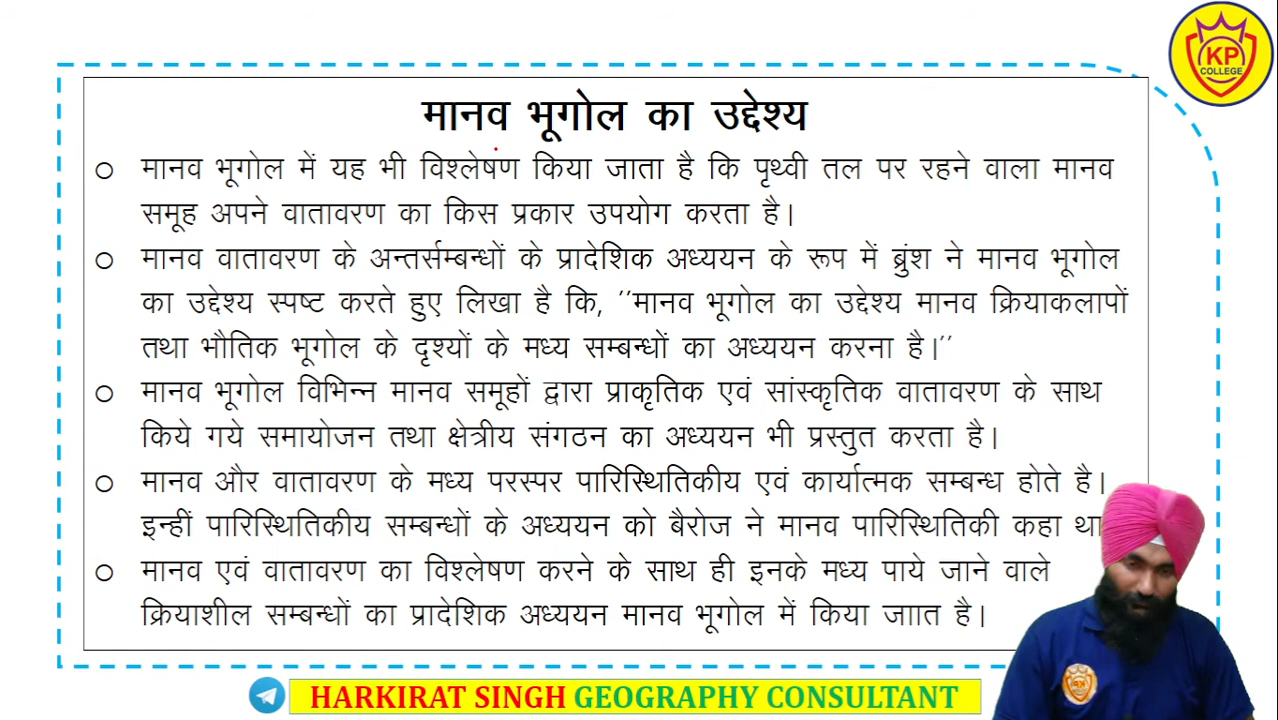 KP
COLLEGE
मानव भूगोल का उद्देश्य
○ मानव भूगोल में यह भी विश्लेषण किया जाता है कि पृथ्वी तल पर रहने वाला मानव
समूह अपने वातावरण का किस प्रकार उपयोग करता है।
○ मानव वातावरण के अन्तर्सम्बन्धों के प्रादेशिक अध्ययन के रूप में ब्रुंश ने मानव भूगोल
का उद्देश्य स्पष्ट करते हुए लिखा है कि, ’’मानव भूगोल का उद्देश्य मानव क्रियाकलापों
तथा भौतिक भूगोल के दृश्यों के मध्य सम्बन्धों का अध्ययन करना है।’’
○ मानव भूगोल विभिन्न मानव समूहों द्वारा प्राकृतिक एवं सांस्कृतिक वातावरण के साथ
किये गये समायोजन तथा क्षेत्रीय संगठन का अध्ययन भी प्रस्तुत करता है।
○ मानव और वातावरण के मध्य परस्पर पारिस्थितिकीय एवं कार्यात्मक सम्बन्ध होते है।
इन्हीं पारिस्थितिकीय सम्बन्धों के अध्ययन को बैरोज ने मानव पारिस्थितिकी कहा था
○ मानव एवं वातावरण का विश्लेषण करने के साथ ही इनके मध्य पाये जाने वाले
क्रियाशील सम्बन्धों का प्रादेशिक अध्ययन मानव भूगोल में किया जाात है।
HARKIRAT SINGH GEOGRAPHY CONSULTANT